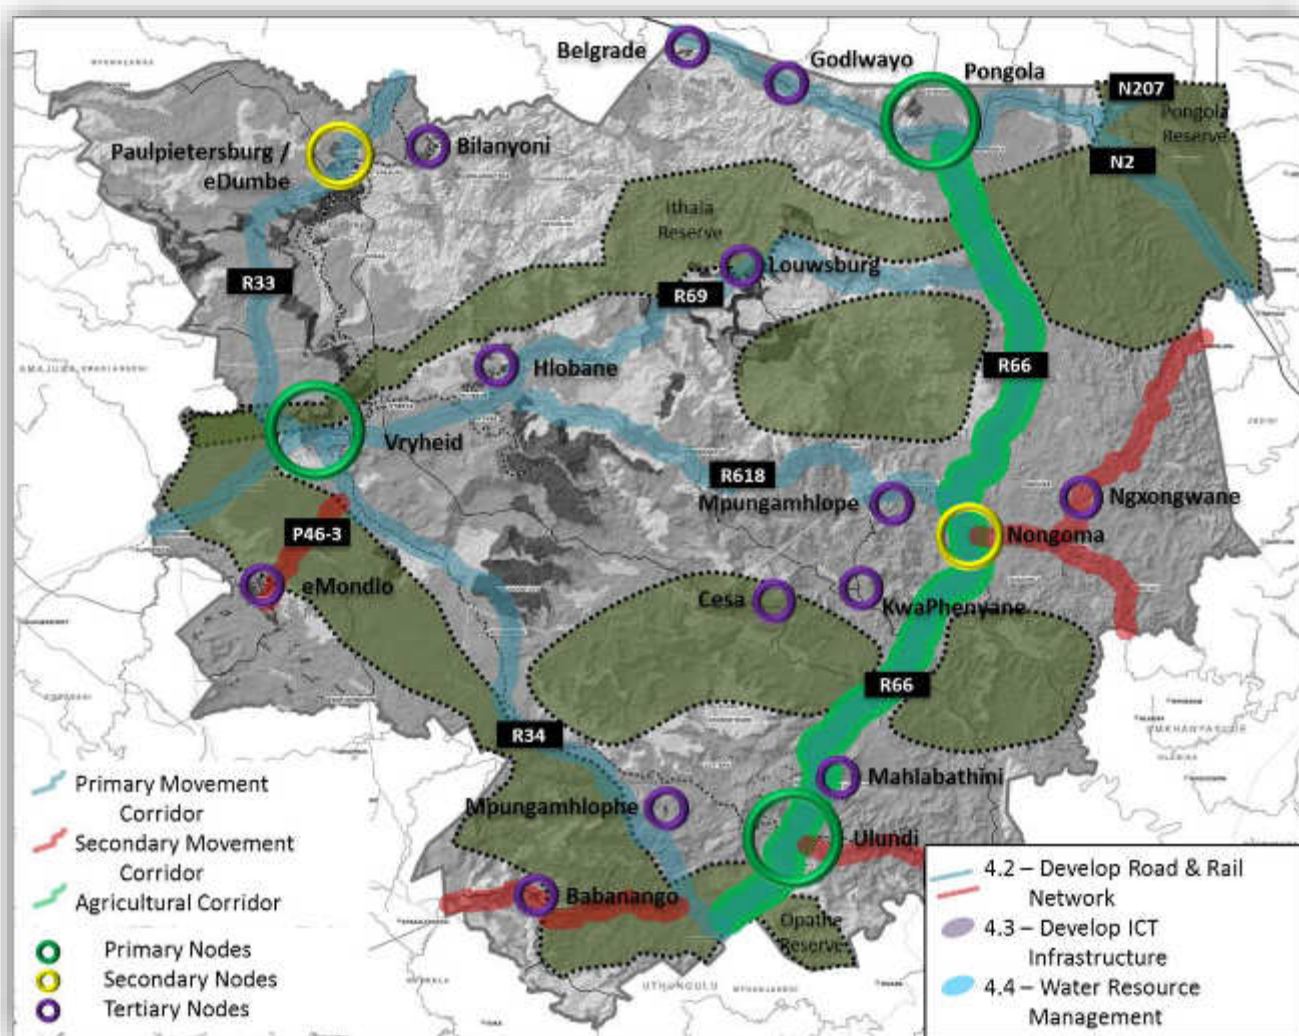 Belgrade
Godlwayo
Pongola
N207
Pongola
Reserve
N2
Paulpietersburg /
eDumbe
Bilanyoni
Ithala
Reserve
Louwsburg
R33
R69
Hlobane
R66
Vryheid
R618
Mpungamhlope
Ngxongwane
P46-3
Nongoma
eMondlo
Cesa
KwaPhenyane
R66
R34
Mahlabathini
Mpungamhlophe
Ulundi
Babanango
Opathe
Reserve
UTHUNGULU
Primary Movement
Corridor
Secondary Movement
Corridor
Agricultural Corridor
Primary Nodes
Secondary Nodes
Tertiary Nodes
4.2 – Develop Road & Rail
Network
4.3 – Develop ICT
Infrastructure
4.4 – Water Resource
Management